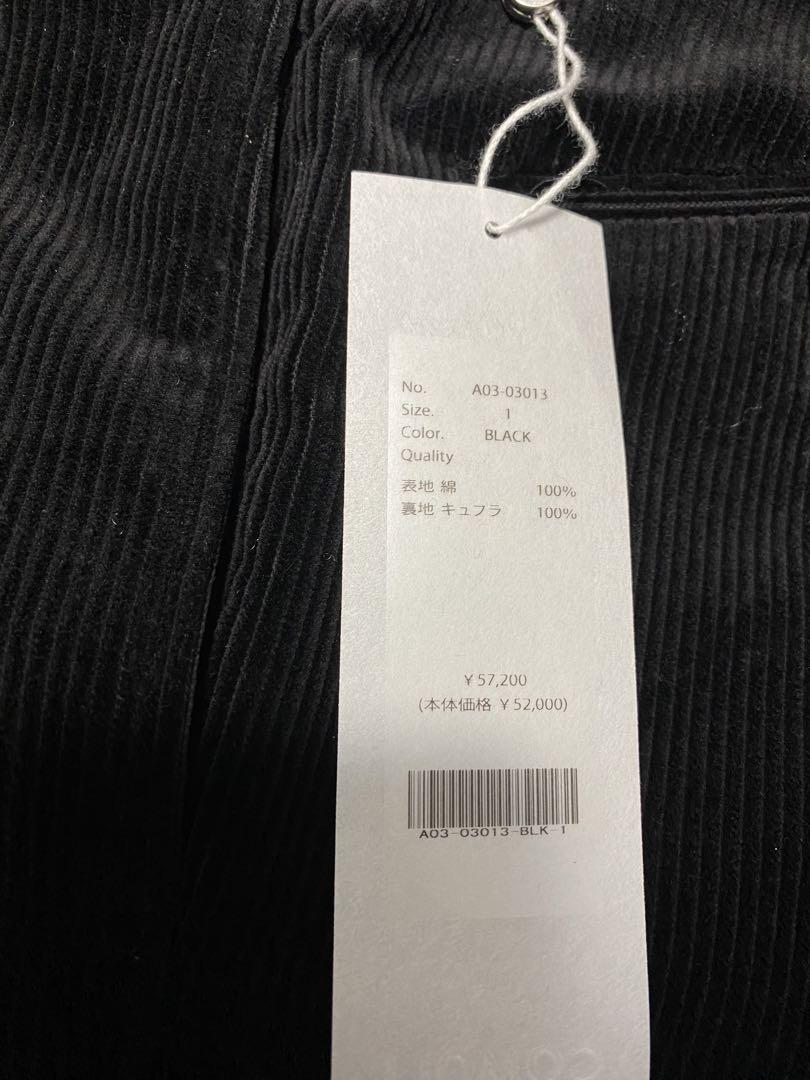 No. A03-03013
Size. 1
Color. BLACK
Quality
表地 綿 100%
裏地 キュフラ 100%
¥57,200
(本体価格 ¥52,000)
A03-03013-BLK-1